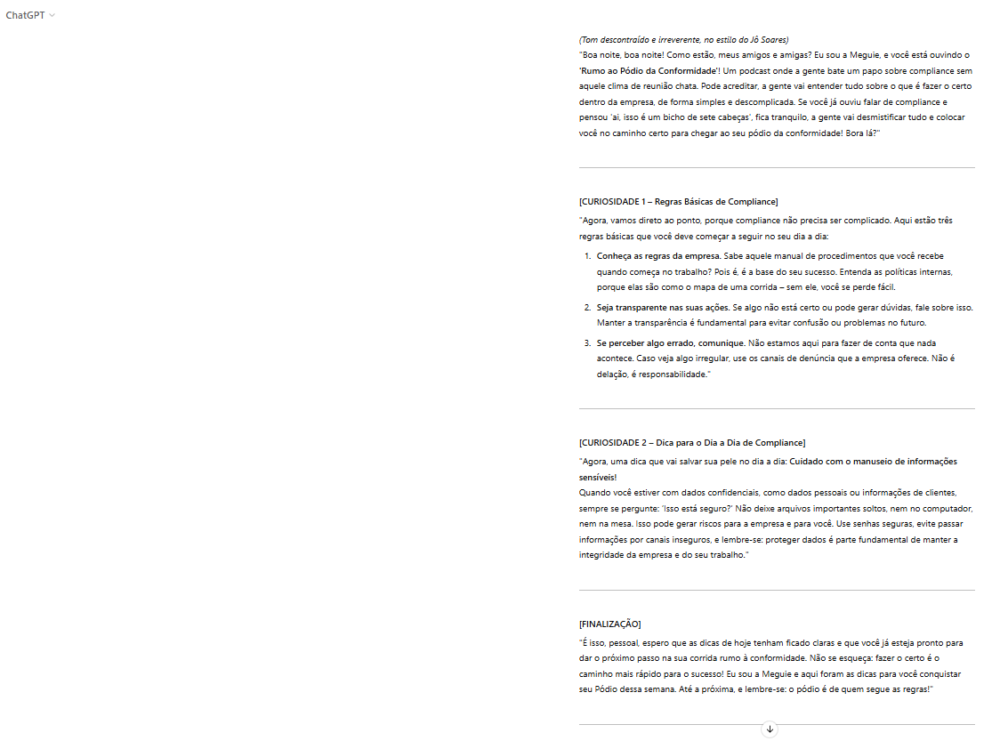 ChatGPT
(Tom descontraído e irreverente, no estilo do Jô Soares)
"Boa noite, boa noite! Como estão, meus amigos e amigas? Eu sou a Meguie, e você está ouvindo o
'Rumo ao Pódio da Conformidade'! Um podcast onde a gente bate um papo sobre compliance sem
aquele clima de reunião chata. Pode acreditar, a gente vai entender tudo sobre o que é fazer o certo
dentro da empresa, de forma simples e descomplicada. Se você já ouviu falar de compliance e
pensou 'ai, isso é um bicho de sete cabeças', fica tranquilo, a gente vai desmistificar tudo e colocar
você no caminho certo para chegar ao seu pódio da conformidade! Bora lá?"
[CURIOSIDADE 1 – Regras Básicas de Compliance]
"Agora, vamos direto ao ponto, porque compliance não precisa ser complicado. Aqui estão três
regras básicas que você deve começar a seguir no seu dia a dia:
1. Conheça as regras da empresa. Sabe aquele manual de procedimentos que você recebe
quando começa no trabalho? Pois é, é a base do seu sucesso. Entenda as políticas internas,
porque elas são como o mapa de uma corrida – sem ele, você se perde fácil.
2. Seja transparente nas suas ações. Se algo não está certo ou pode gerar dúvidas, fale sobre isso.
Manter a transparência é fundamental para evitar confusão ou problemas no futuro.
3. Se perceber algo errado, comunique. Não estamos aqui para fazer de conta que nada
acontece. Caso veja algo irregular, use os canais de denúncia que a empresa oferece. Não é
delação, é responsabilidade."
[CURIOSIDADE 2 – Dica para o Dia a Dia de Compliance]
"Agora, uma dica que vai salvar sua pele no dia a dia: Cuidado com o manuseio de informações
sensíveis!
Quando você estiver com dados confidenciais, como dados pessoais ou informações de clientes,
sempre se pergunte: 'Isso está seguro?' Não deixe arquivos importantes soltos, nem no computador,
nem na mesa. Isso pode gerar riscos para a empresa e para você. Use senhas seguras, evite passar
informações por canais inseguros, e lembre-se: proteger dados é parte fundamental de manter a
integridade da empresa e do seu trabalho."
[FINALIZAÇÃO]
"É isso, pessoal, espero que as dicas de hoje tenham ficado claras e que você já esteja pronto para
dar o próximo passo na sua corrida rumo à conformidade. Não se esqueça: fazer o certo é o
caminho mais rápido para o sucesso! Eu sou a Meguie e aqui foram as dicas para você conquistar
seu Pódio dessa semana. Até a próxima, e lembre-se: o pódio é de quem segue as regras!"